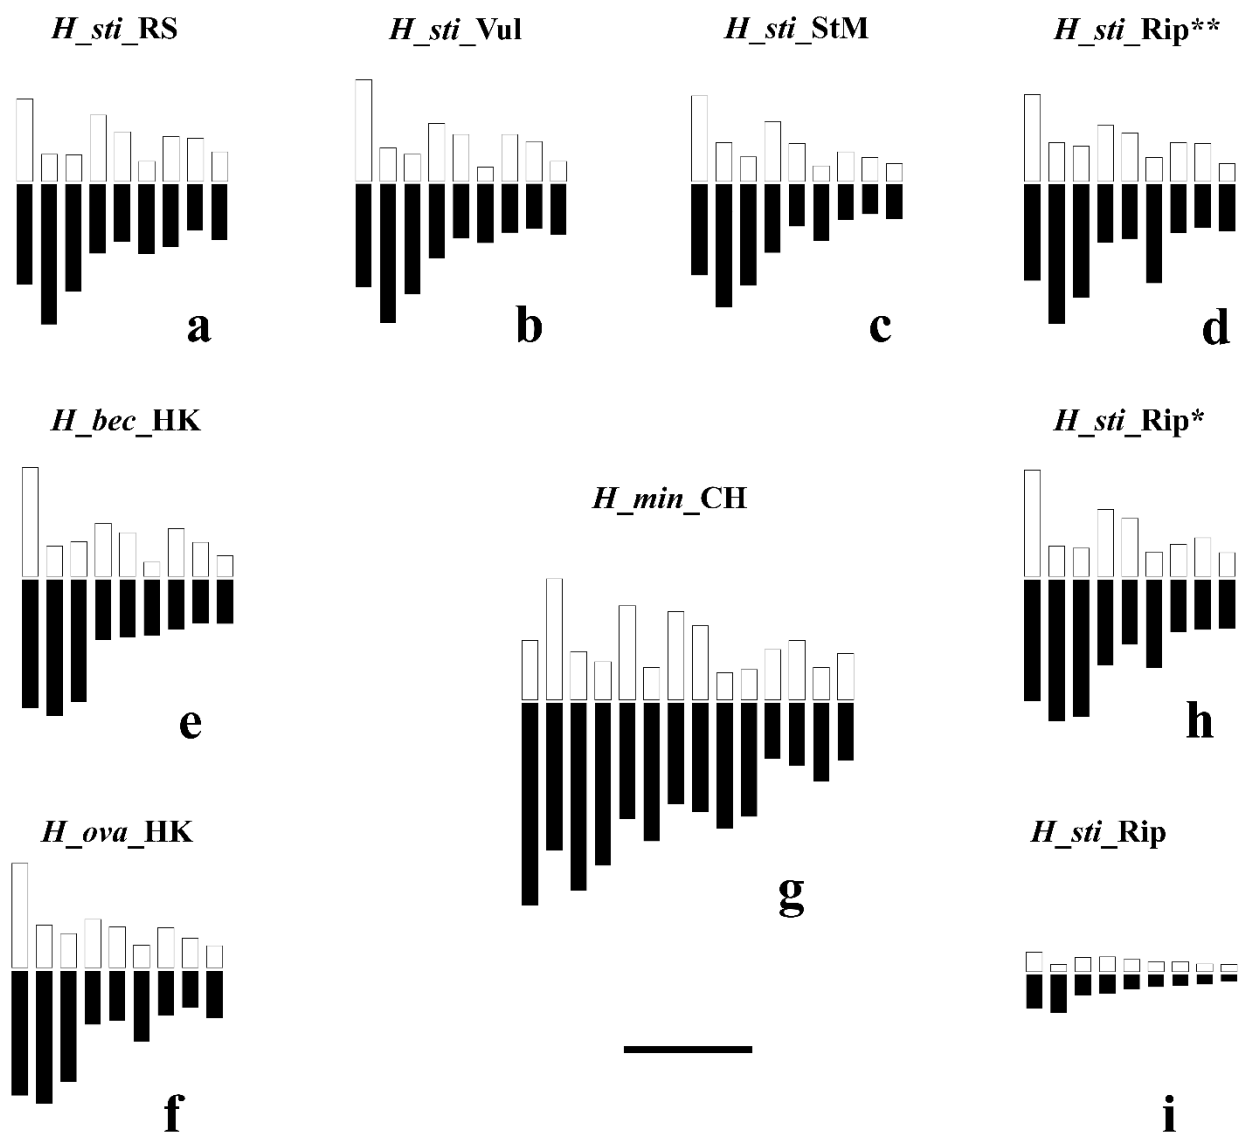 H_sti_RS
H_sti_Vul
H_sti_StM
H_sti_Rip**
a
b
c
d
H_bec_HK
H_sti_Rip*
H_min_CH
e
h
H_ova_HK
H_sti_Rip
g
f
i